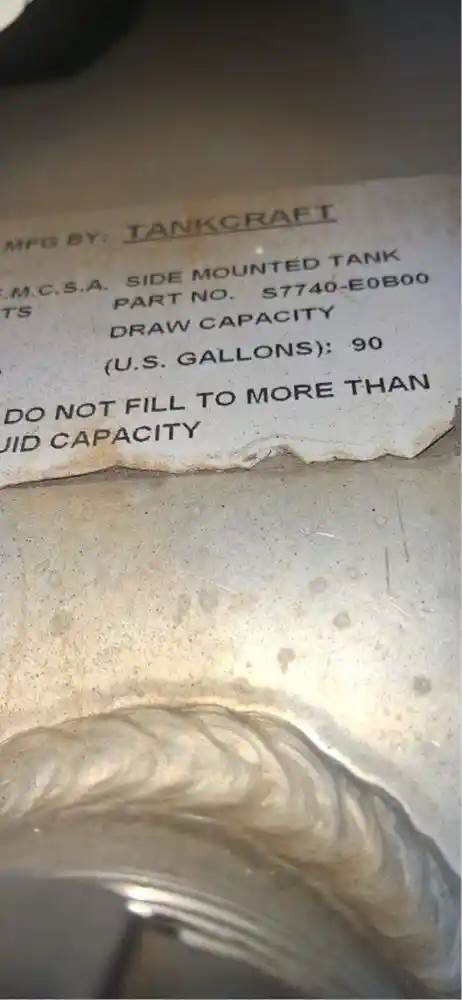 MFG BY: TANKCRAFT
.M.C.S.A. SIDE MOUNTED TANK
TS PART NO. S7740-E0B00
DRAW CAPACITY
(U.S. GALLONS): 90
DO NOT FILL TO MORE THAN
UID CAPACITY